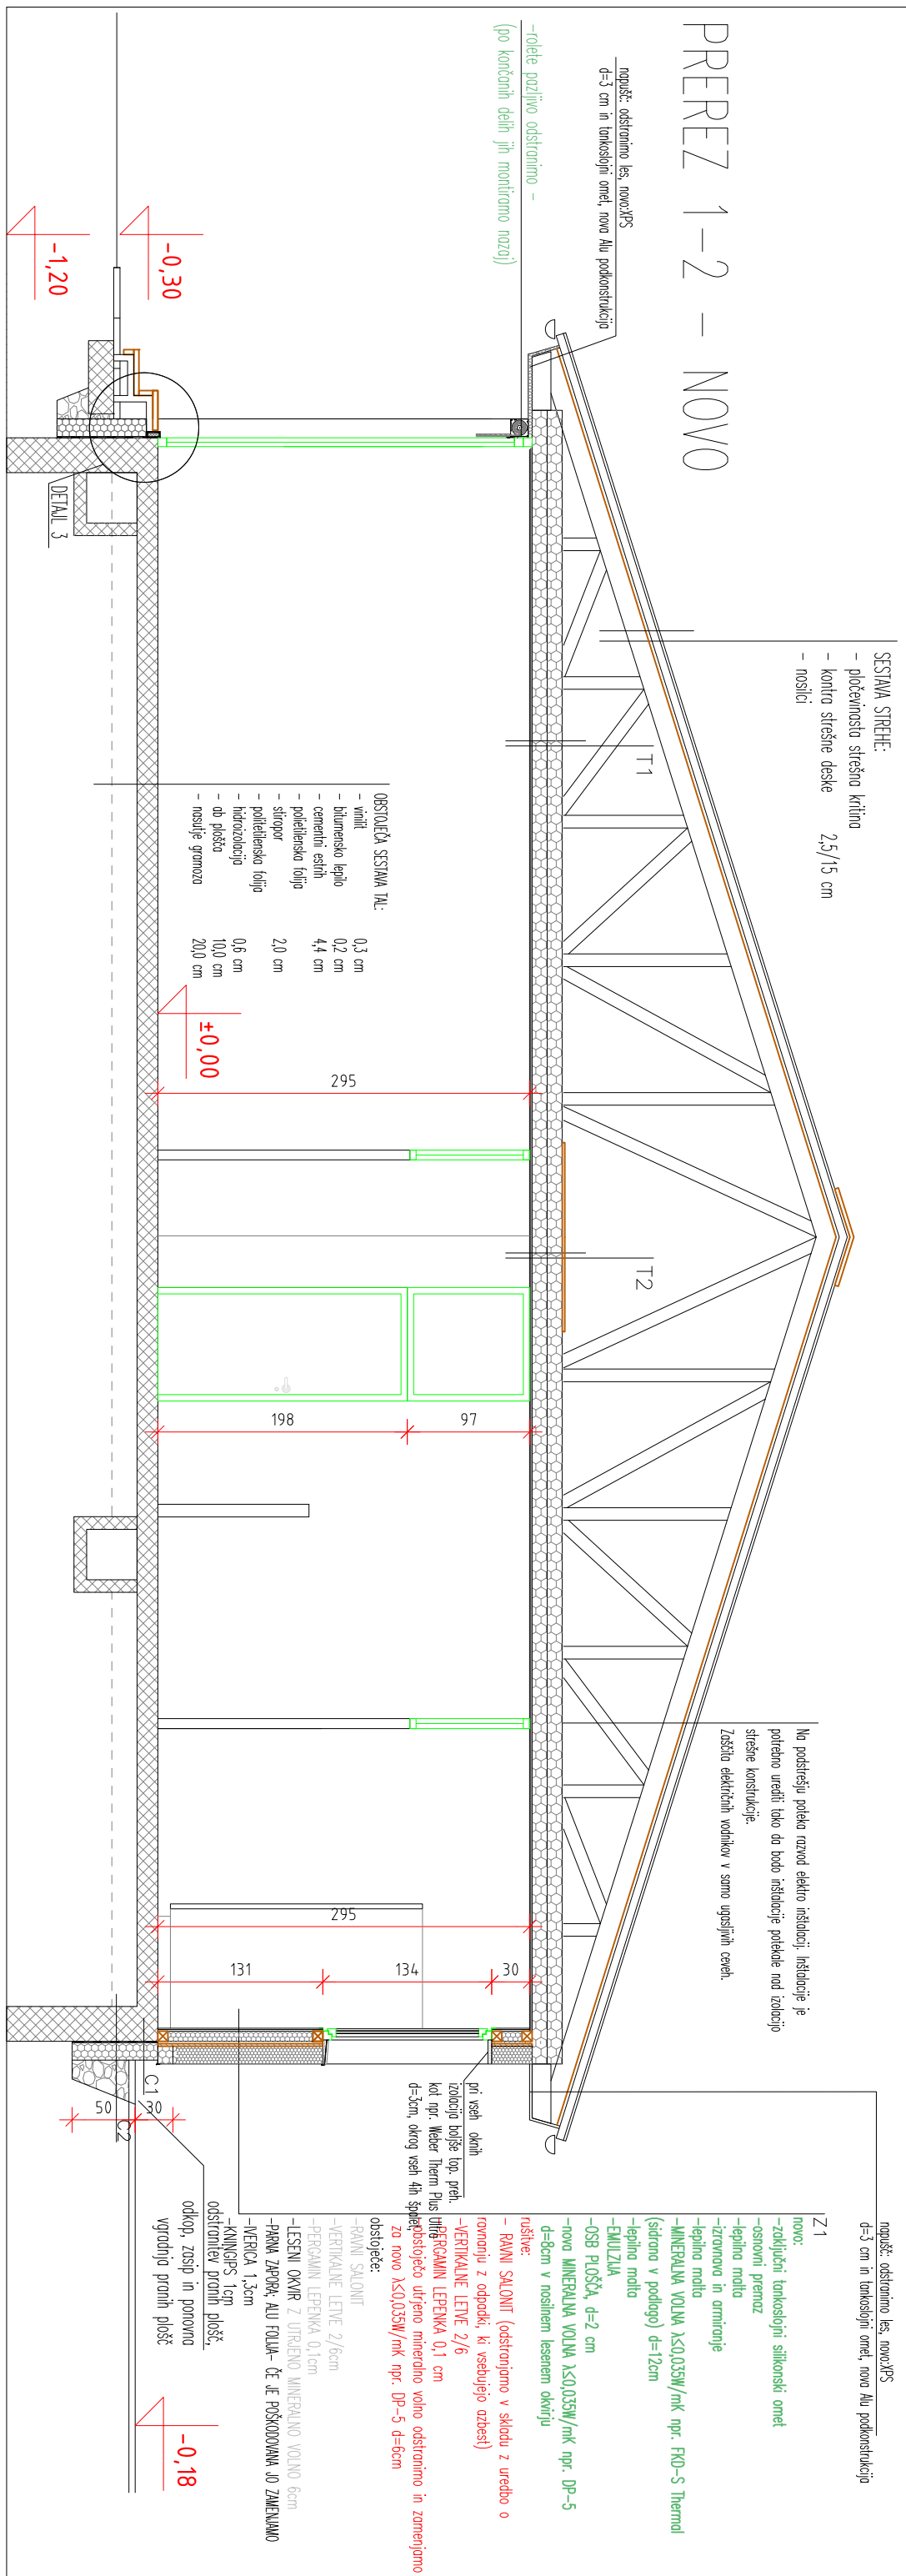 PREREZ 1-2 - NOVO
napušč: odstranimo les, novo:XPS
d=3 cm in tankoslojni omet, nova Alu podkonstrukcija
-rolete pazljivo odstranimo -
(po končanih delih jih montiramo nazaj)
-0,30
-1,20
DETAJL 3
SESTAVA STREHE:
- pločevinasta strešna kritina
- kontra strešne deske 2,5/15 cm
- nosilci
T1
OBSTOJEČA SESTAVA TAL:
- vinilit 0,3 cm
- bitumensko lepilo 0,2 cm
- cementni estrih 4,4 cm
- polietilenska folija
- stiropor 2,0 cm
- politetilenska folija
- hidroizolacija 0,6 cm
- ab plošča 10,0 cm
- nasutje gramoza 20,0 cm
±0,00
295
T2
198
97
Na podstrešju poteka razvod elektro inštalacij. Inštalacije je
potrebno urediti tako da bodo inštalacije potekale nad izolacijo
strešne konstrukcije.
Zaščita električnih vodnikov v samo ugasljivih ceveh.
295
131
134
30
C1
C2
50
30
napušč: odstranimo les, novo:XPS
d=3 cm in tankoslojni omet, nova Alu podkonstrukcija
pri vseh oknih
izolacija boljše top. preh.
kot npr. Weber Therm Plus Ultra
d=3cm, okrog vseh 4ih špalet
Z1
novo:
-zaključni tankoslojni silikonski omet
-osnovni premaz
-lepilna malta
-izravnava in armiranje
-lepilna malta
-MINERALNA VOLNA λ≤0,035W/mK npr. FKD-S Thermal
(sidrana v podlago) d=12cm
-lepilna malta
-EMULZIJA
-OSB PLOŠČA, d=2 cm
-nova MINERALNA VOLNA λ≤0,035W/mK npr. DP-5
d=8cm v nosilnem lesenem okvirju
rušitve:
- RAVNI SALONIT (odstranjamo v skladu z uredbo o
ravnanju z odpadki, ki vsebujejo azbest)
-VERTIKALNE LETVE 2/6
-PERGAMIN LEPENKA 0,1 cm
-obstoječo utrjeno mineralno volno odstranimo in zamenjamo
za novo λ≤0,035W/mK npr. DP-5 d=6cm
obstoječe:
-RAVNI SALONIT
-VERTIKALNE LETVE 2/6cm
-PERGAMIN LEPENKA 0,1cm
-LESENI OKVIR Z UTRJENO MINERALNO VOLNO 6cm
-PARNA ZAPORA; ALU FOLIJA- ČE JE POŠKODOVANA JO ZAMENJAMO
-IVERICA 1,3cm
-KNINGIPS 1cm
odstranitev pranih plošč,
odkop, zasip in ponovna
vgradnja pranih plošč
-0,18